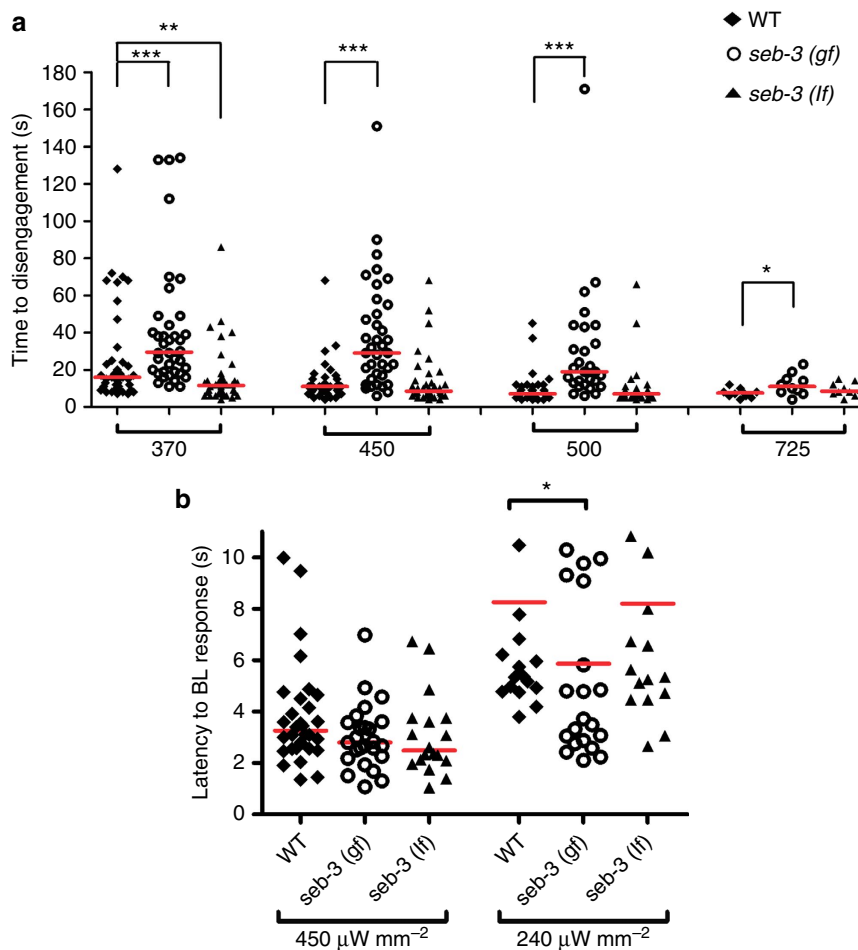 a
WT
seb-3 (gf)
seb-3 (lf)
** 
*** *** *** *
Time to disengagement (s)
180
160
140
120
100
80
60
40
20
0
370 450 500 725
b
*
Latency to BL response (s)
10
8
6
4
2
0
WT seb-3 (gf) seb-3 (lf) WT seb-3 (gf) seb-3 (lf)
450 μW mm⁻² 240 μW mm⁻²